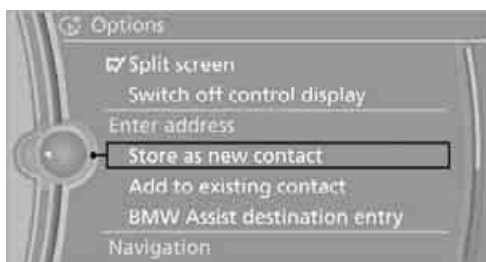 Options
Split screen
Switch off control display
Enter address
Store as new contact
Add to existing contact
BMW Assist destination entry
Navigation